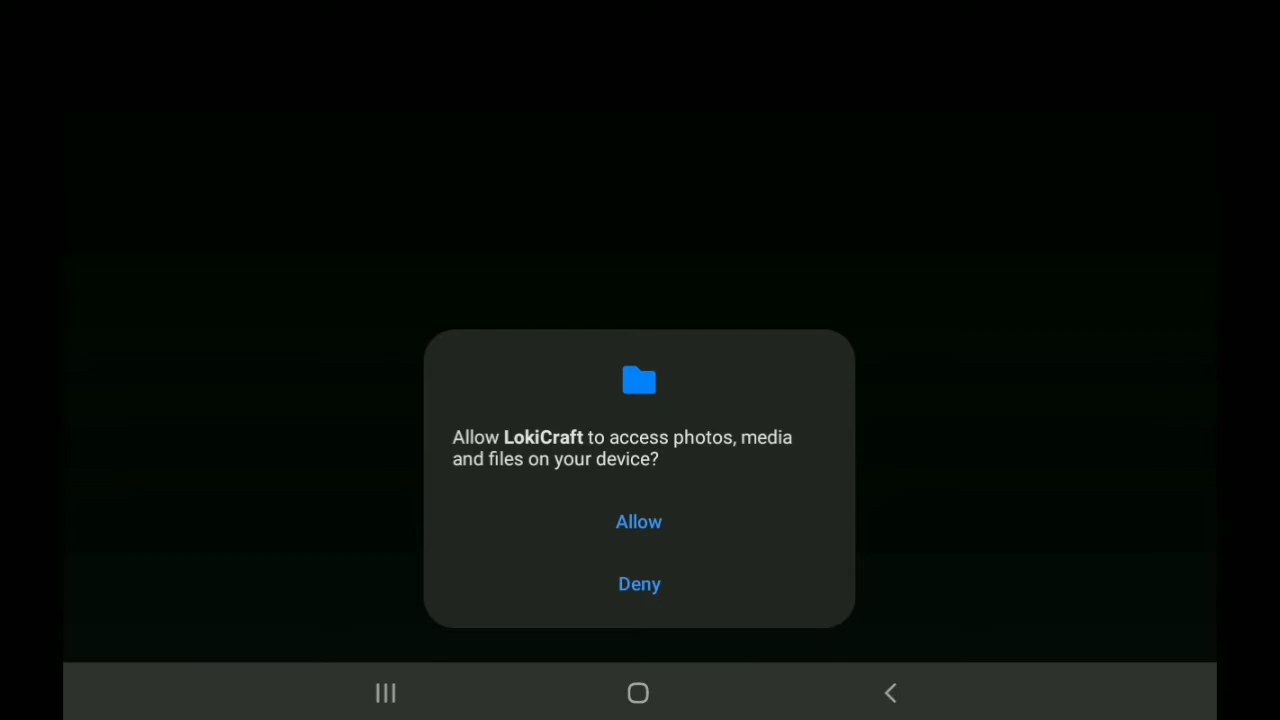 Allow LokiCraft to access photos, media
and files on your device?
Allow
Deny